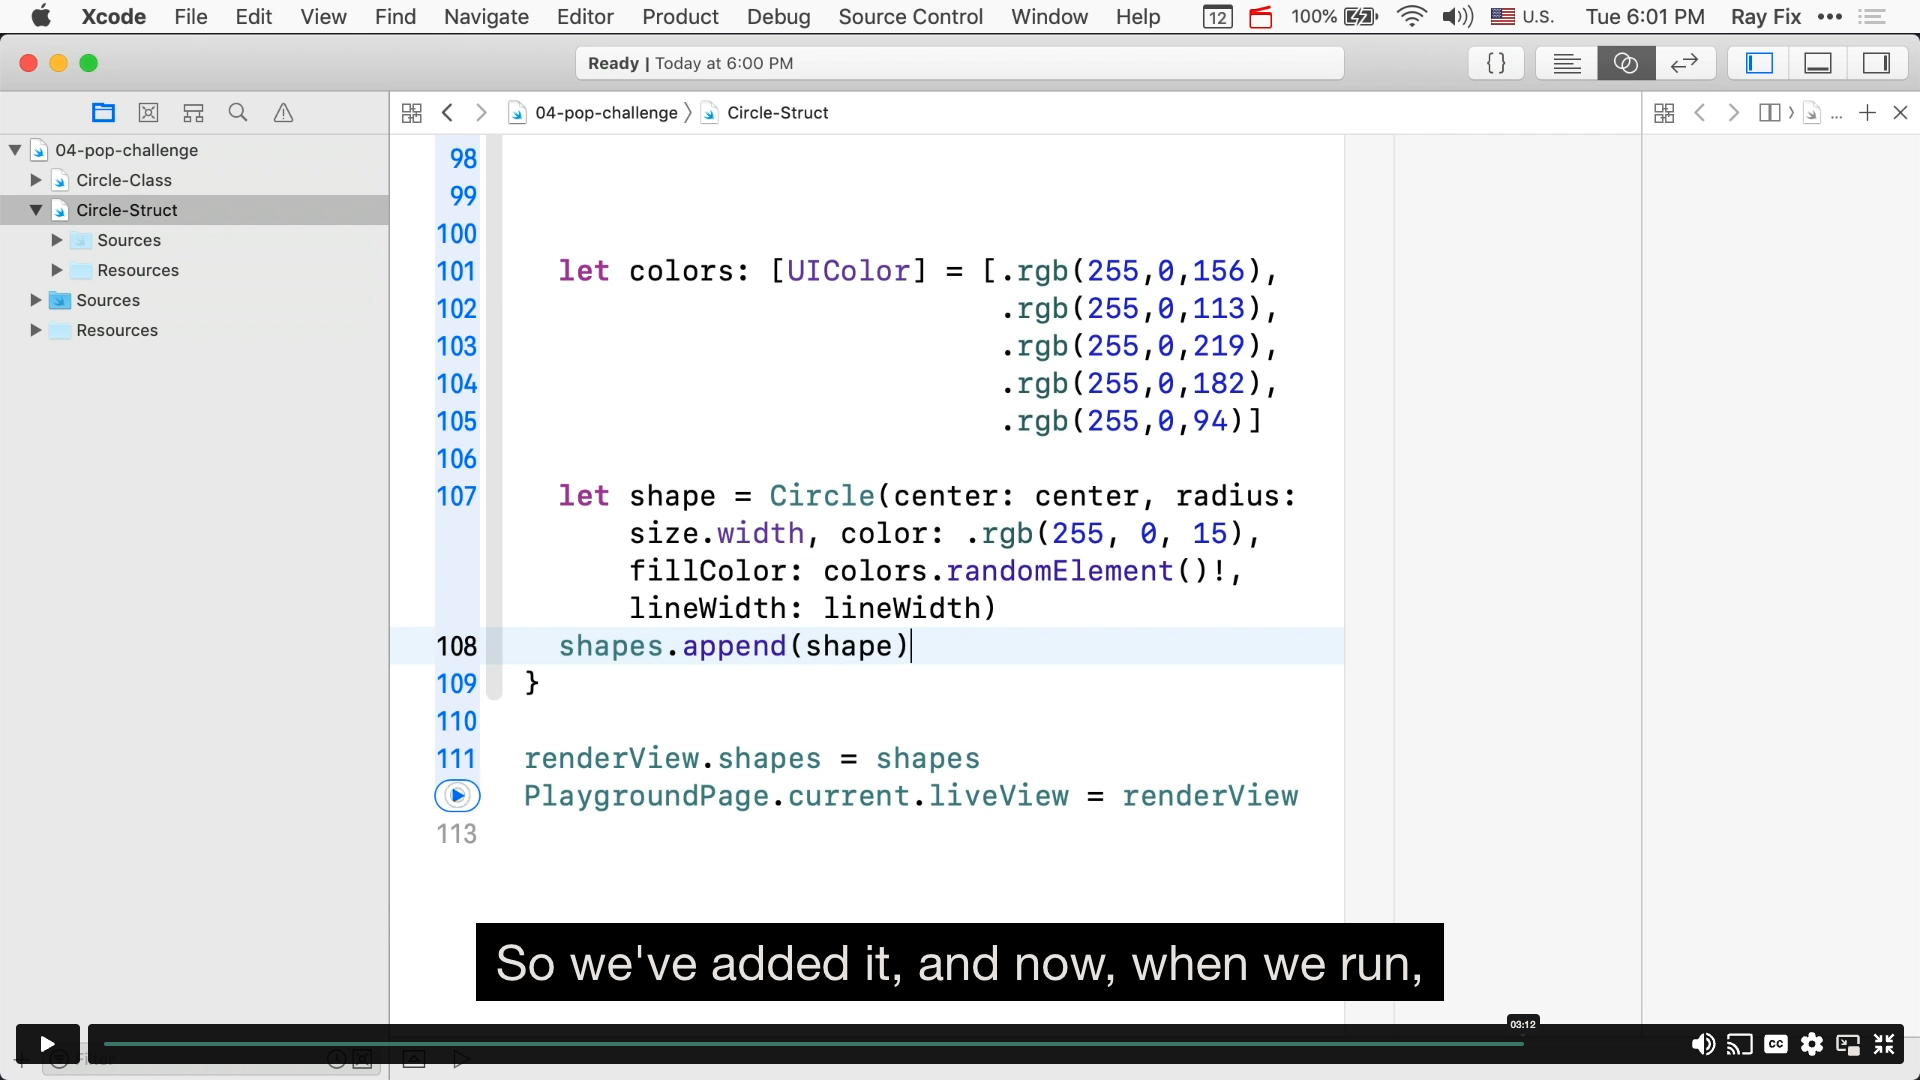 Xcode File Edit View Find Navigate Editor Product Debug Source Control Window Help 12 100% U.S. Tue 6:01 PM Ray Fix
Ready | Today at 6:00 PM
04-pop-challenge Circle-Struct
04-pop-challenge
Circle-Class
Circle-Struct
Sources
Resources
Sources
Resources
98
99
100
101 let colors: [UIColor] = [.rgb(255,0,156),
102 .rgb(255,0,113),
103 .rgb(255,0,219),
104 .rgb(255,0,182),
105 .rgb(255,0,94)]
106
107 let shape = Circle(center: center, radius:
size.width, color: .rgb(255, 0, 15),
fillColor: colors.randomElement()!,
lineWidth: lineWidth)
108 shapes.append(shape)
109 }
110
111 renderView.shapes = shapes
PlaygroundPage.current.liveView = renderView
113
So we've added it, and now, when we run,
03:12
CC
Filter